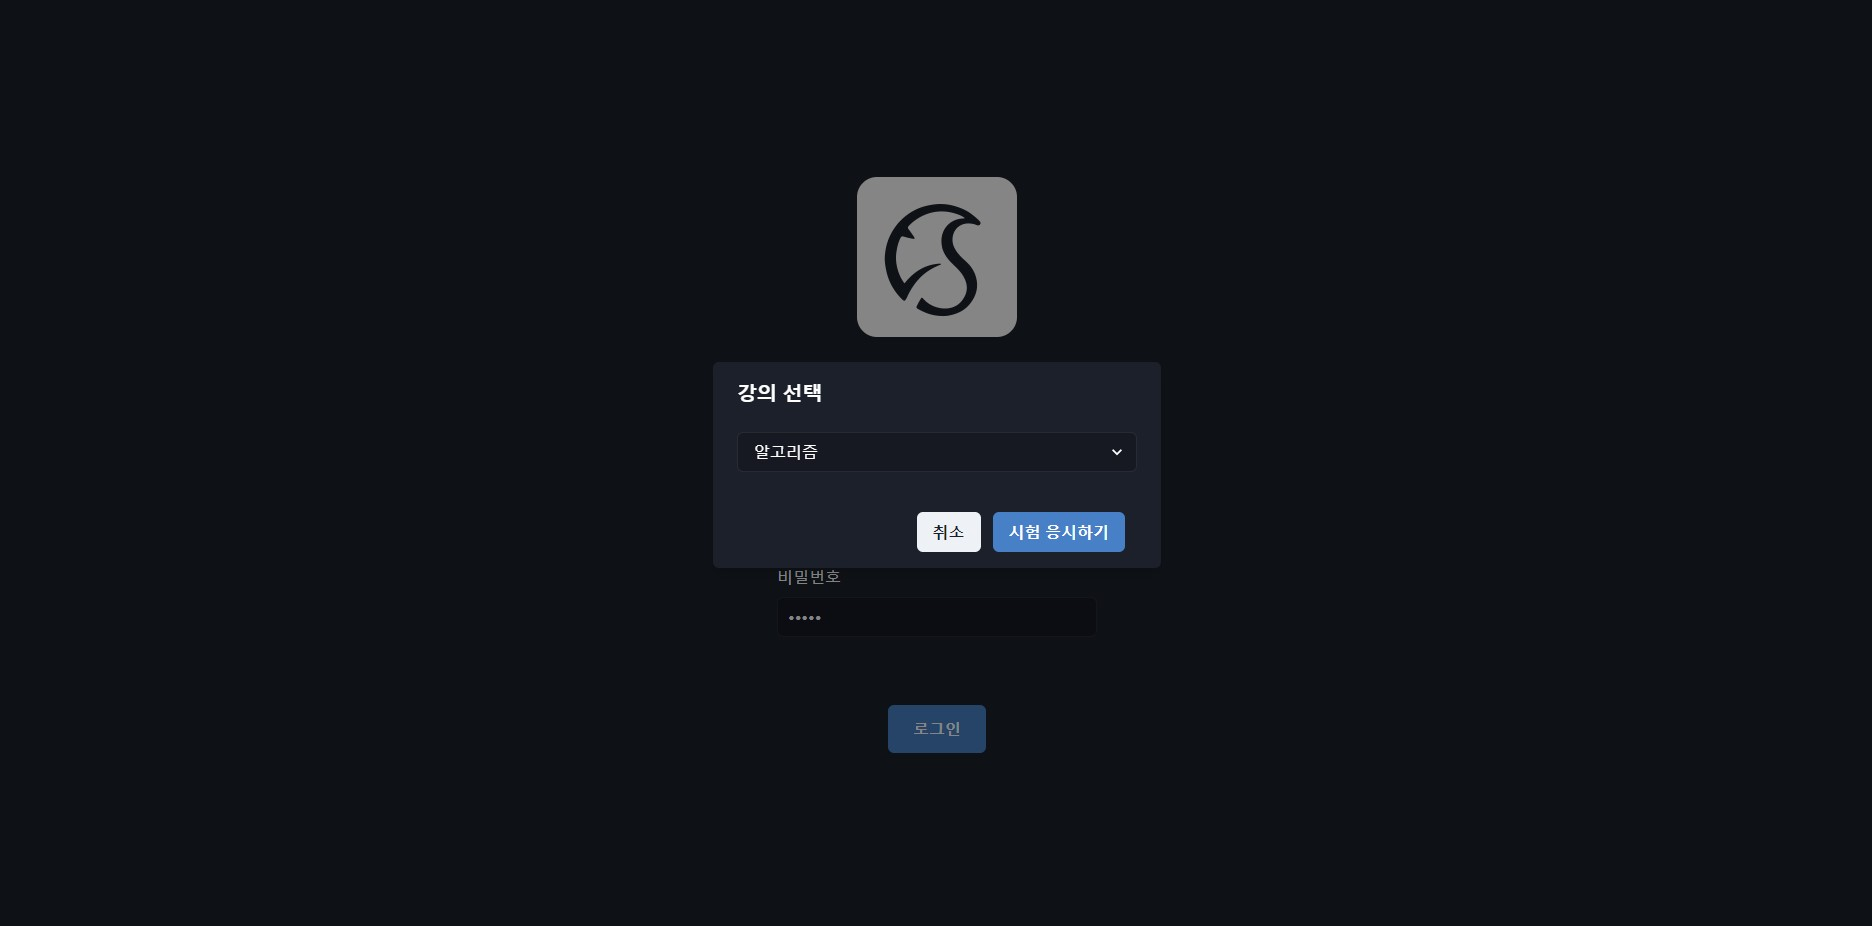 강의 선택
알고리즘
취소 시험 응시하기
비밀번호
•••••
로그인